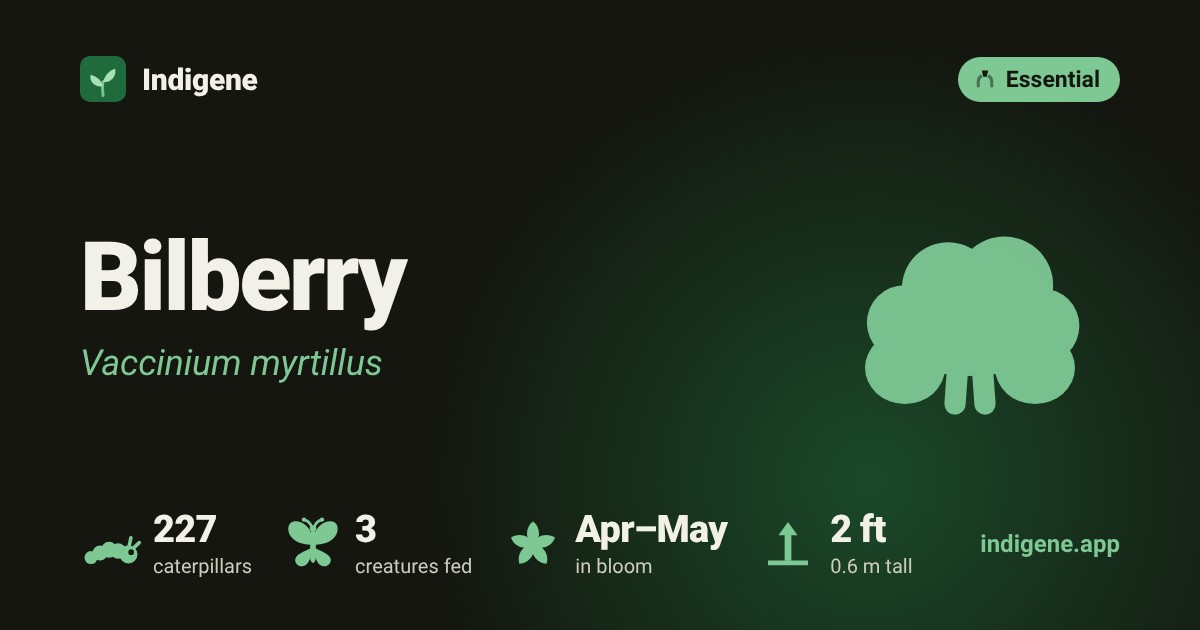 Indigene
Essential
Bilberry
Vaccinium myrtillus
227
caterpillars
3
creatures fed
Apr–May
in bloom
2 ft
0.6 m tall
indigene.app